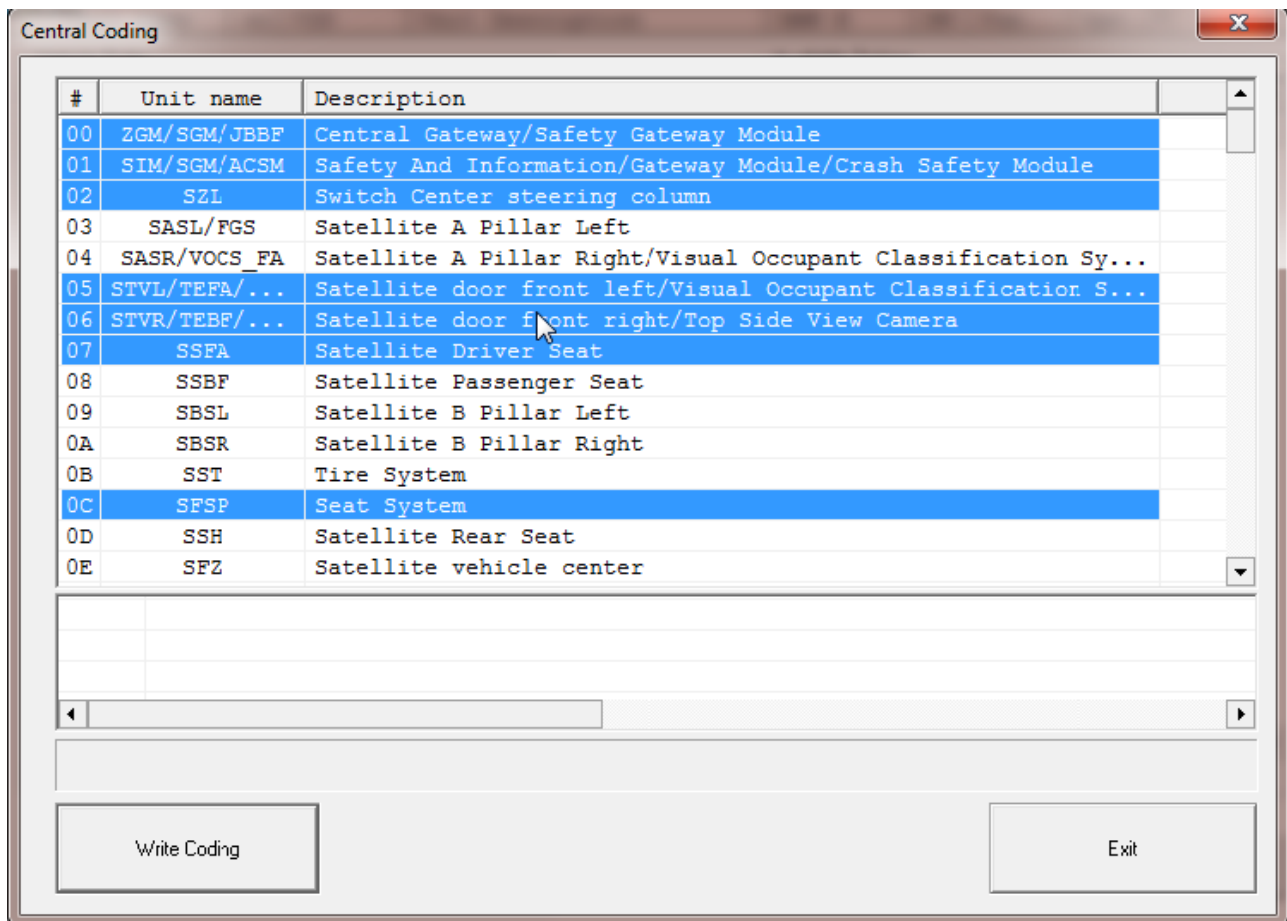 Central Coding
# Unit name Description
00 ZGM/SGM/JBBF Central Gateway/Safety Gateway Module
01 SIM/SGM/ACSM Safety And Information/Gateway Module/Crash Safety Module
02 SZL Switch Center steering column
03 SASL/FGS Satellite A Pillar Left
04 SASR/VOCS_FA Satellite A Pillar Right/Visual Occupant Classification Sy...
05 STVL/TEFA/... Satellite door front left/Visual Occupant Classification S...
06 STVR/TEBF/... Satellite door front right/Top Side View Camera
07 SSFA Satellite Driver Seat
08 SSBF Satellite Passenger Seat
09 SBSL Satellite B Pillar Left
0A SBSR Satellite B Pillar Right
0B SST Tire System
0C SFSP Seat System
0D SSH Satellite Rear Seat
0E SFZ Satellite vehicle center
Write Coding Exit